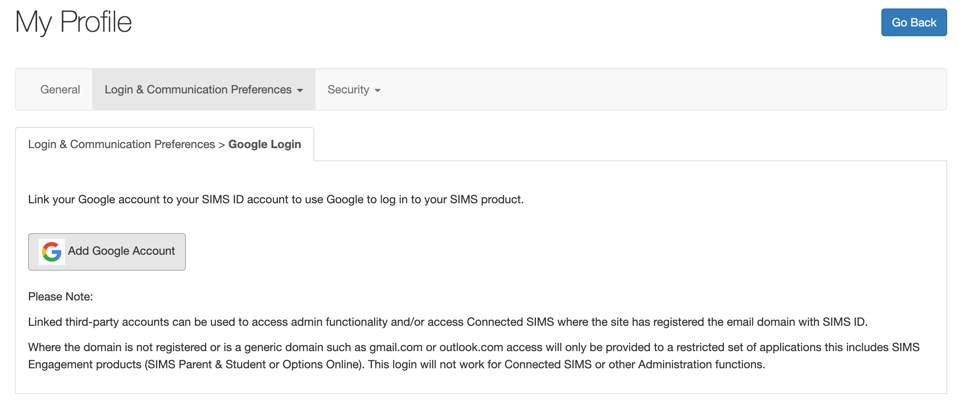 My Profile
Go Back
General
Login & Communication Preferences
Security
Login & Communication Preferences > Google Login
Link your Google account to your SIMS ID account to use Google to log in to your SIMS product.
Add Google Account
Please Note:
Linked third-party accounts can be used to access admin functionality and/or access Connected SIMS where the site has registered the email domain with SIMS ID.
Where the domain is not registered or is a generic domain such as gmail.com or outlook.com access will only be provided to a restricted set of applications this includes SIMS
Engagement products (SIMS Parent & Student or Options Online). This login will not work for Connected SIMS or other Administration functions.